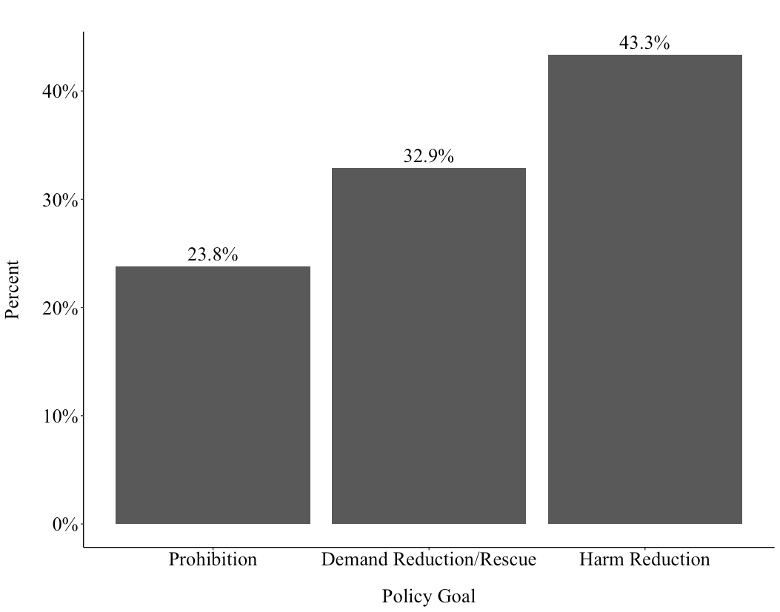 43.3%
40%
32.9%
30%
23.8%
Percent
20%
10%
0%
Prohibition Demand Reduction/Rescue Harm Reduction
Policy Goal